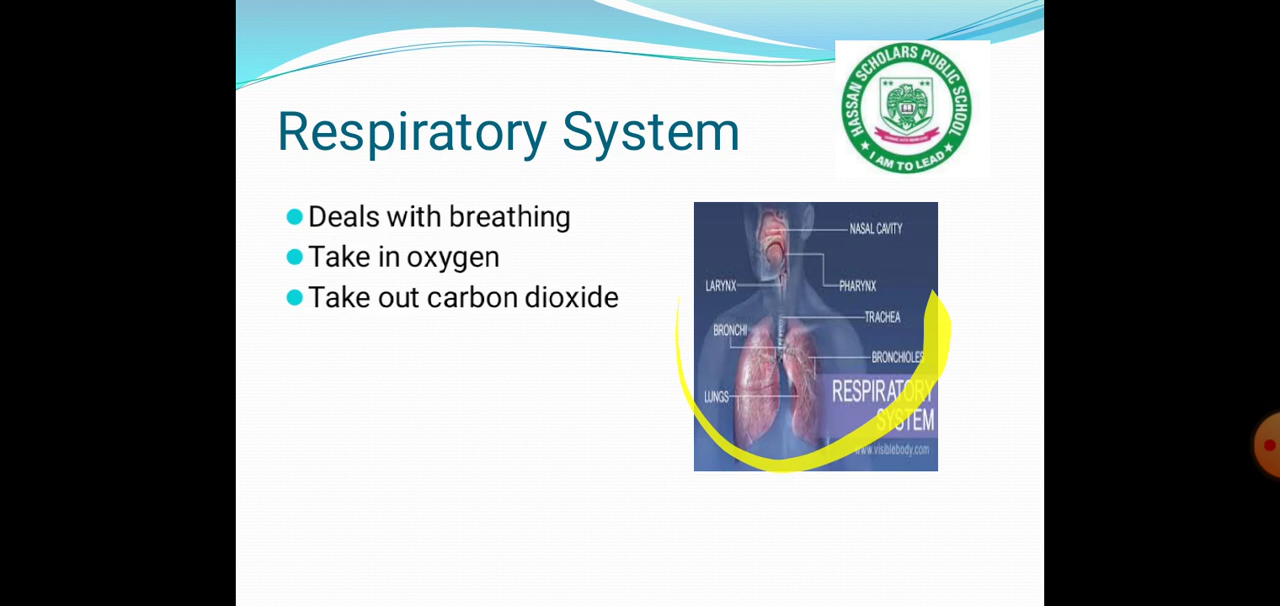 HASSAN SCHOLARS PUBLIC SCHOOL
I AM TO LEAD
Respiratory System
Deals with breathing
Take in oxygen
Take out carbon dioxide
NASAL CAVITY
LARYNX
PHARYNX
TRACHEA
BRONCHI
BRONCHIOLES
LUNGS
RESPIRATORY
SYSTEM
www.visiblebody.com